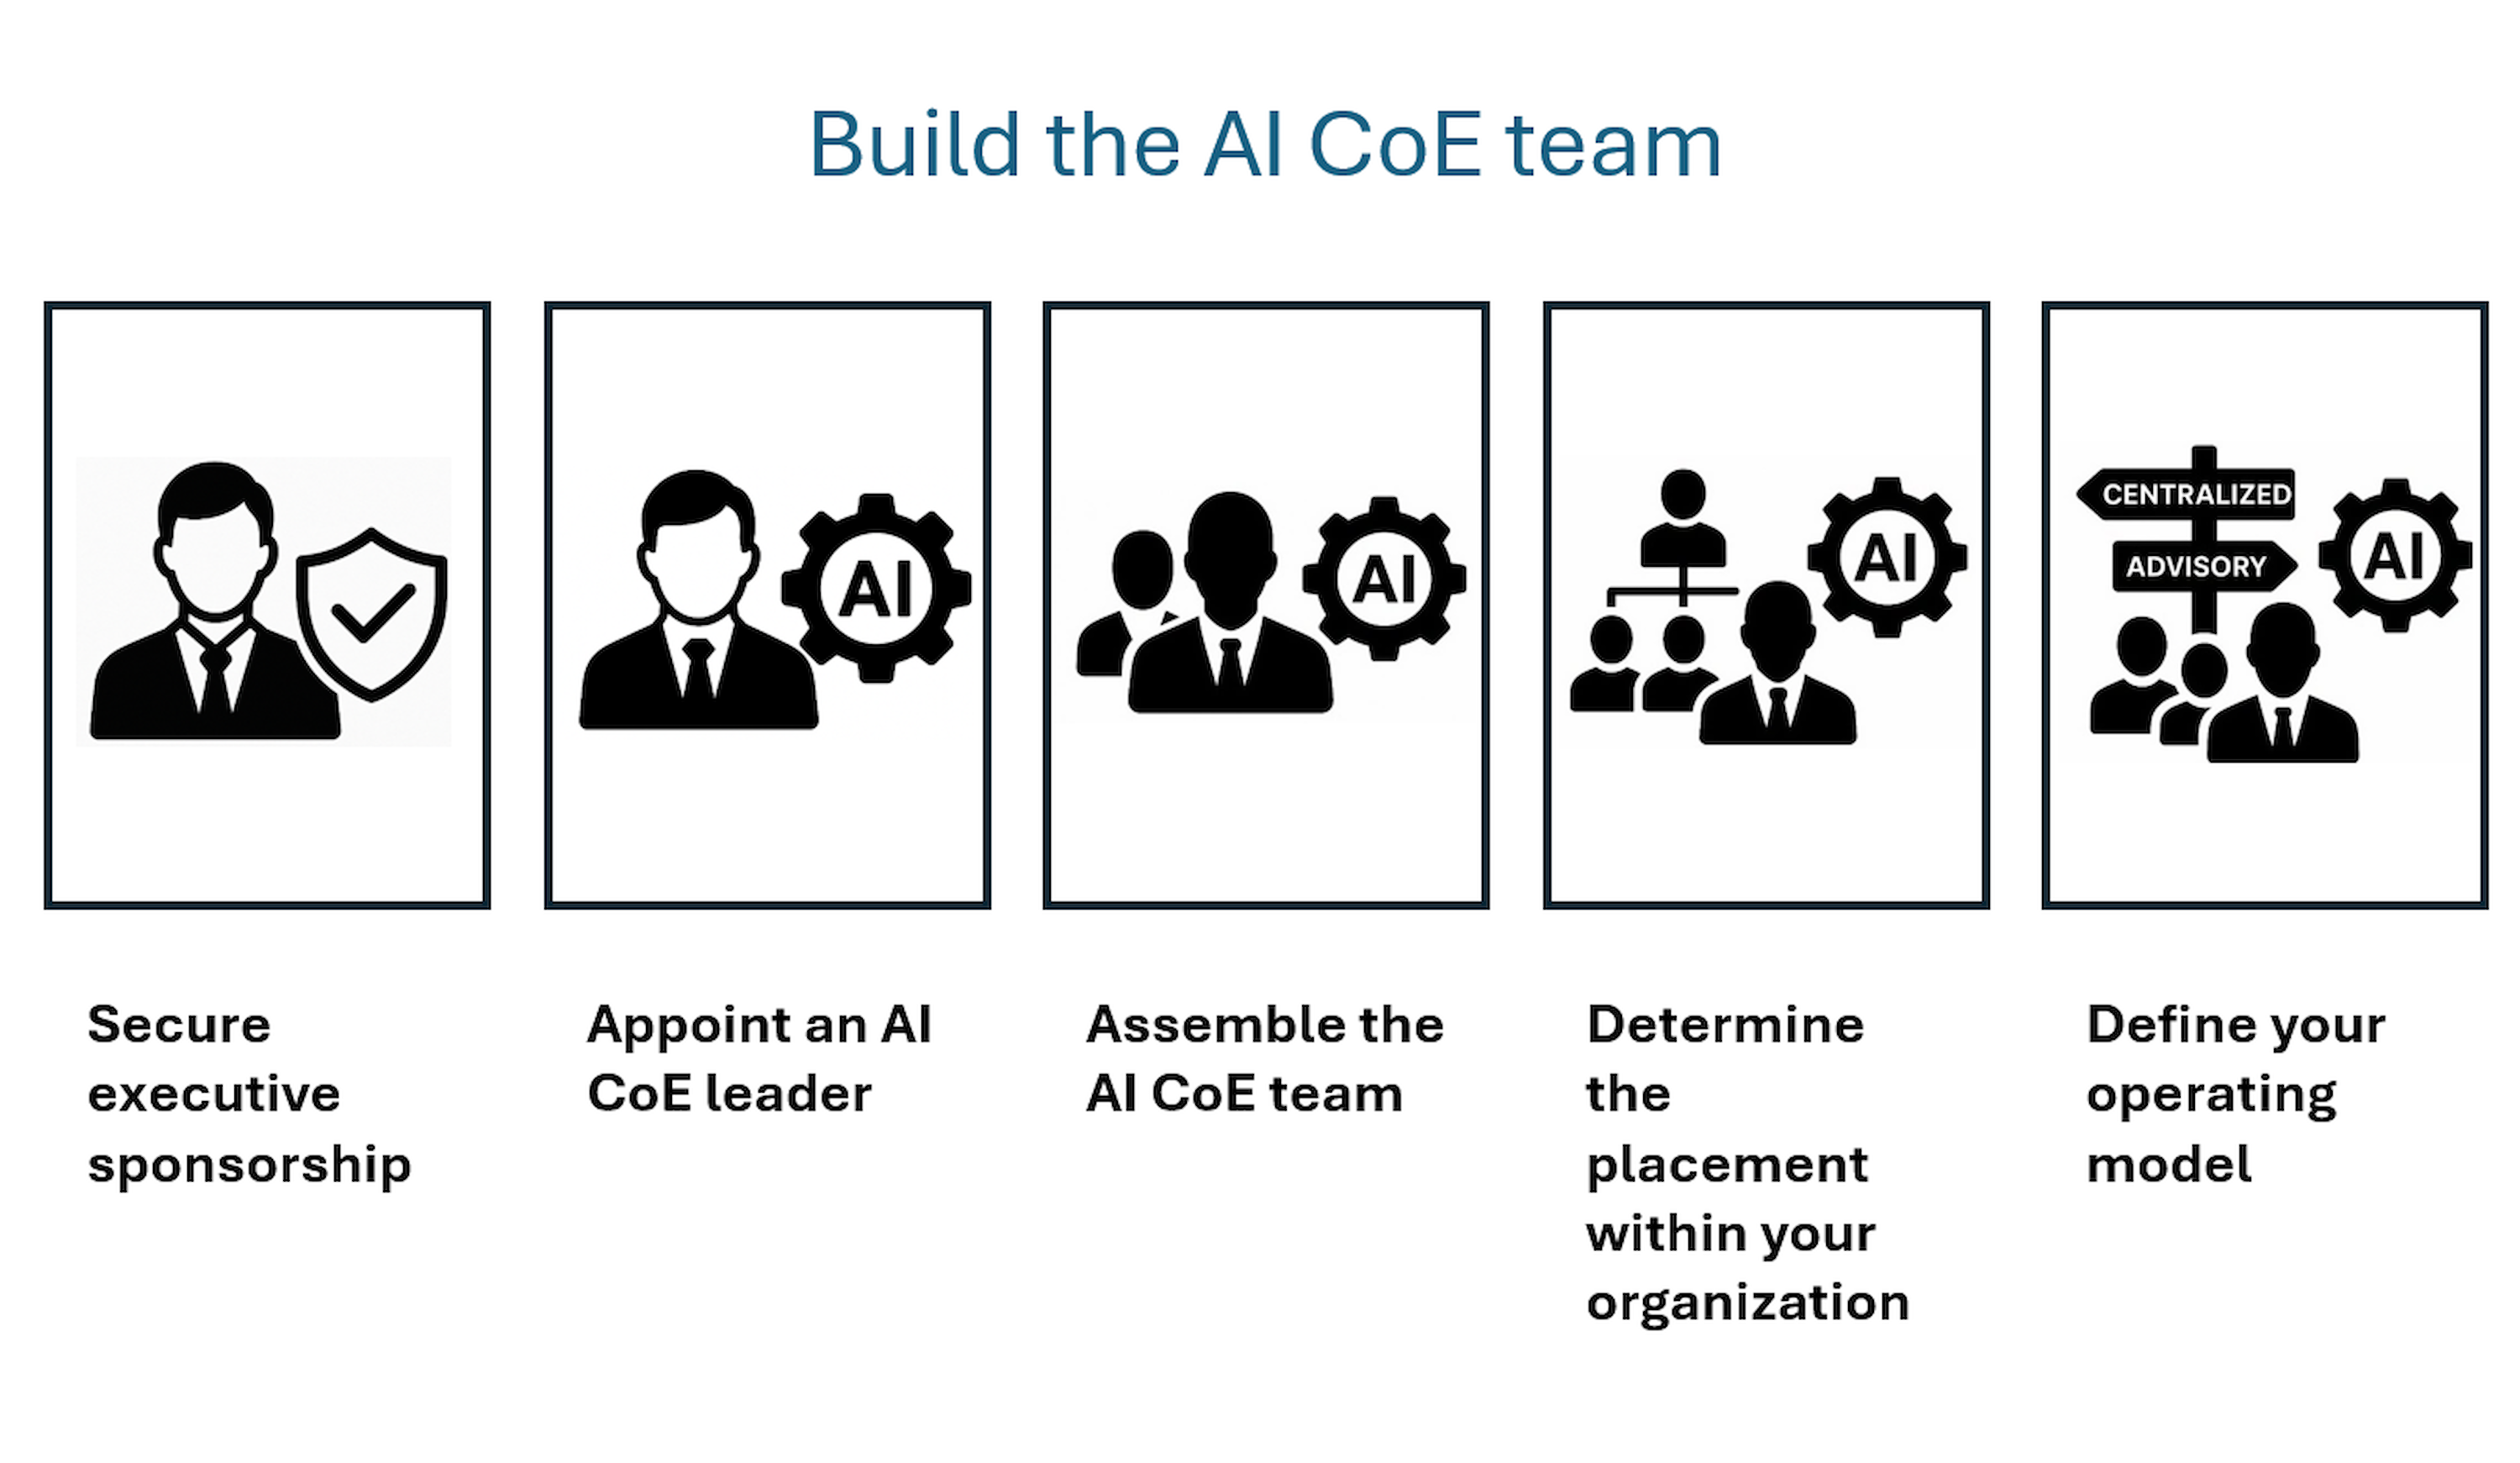 Build the AI CoE team
AI
AI
AI
CENTRALIZED
ADVISORY
AI
Secure
executive
sponsorship
Appoint an AI
CoE leader
Assemble the
AI CoE team
Determine
the
placement
within your
organization
Define your
operating
model